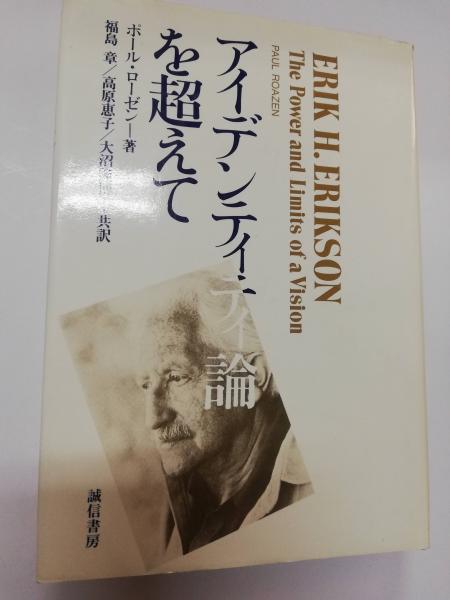 ERIK H. ERIKSON
The Power and Limits of a Vision
PAUL ROAZEN
アイデンティティ論
を超えて
ポール・ローゼン―著
福島 章／高原恵子／大沼 共訳
誠信書房